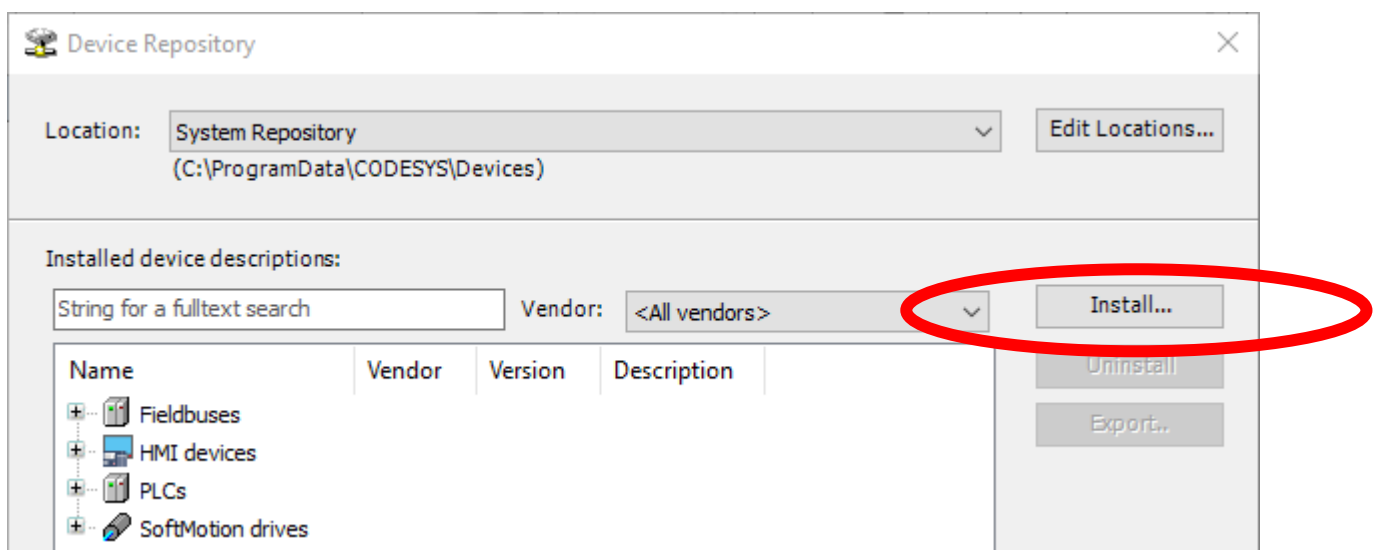 Device Repository
Location: System Repository Edit Locations...
(C:\ProgramData\CODESYS\Devices)
Installed device descriptions:
String for a fulltext search Vendor: <All vendors> Install...
Name Vendor Version Description Uninstall
Fieldbuses Export..
HMI devices
PLCs
SoftMotion drives